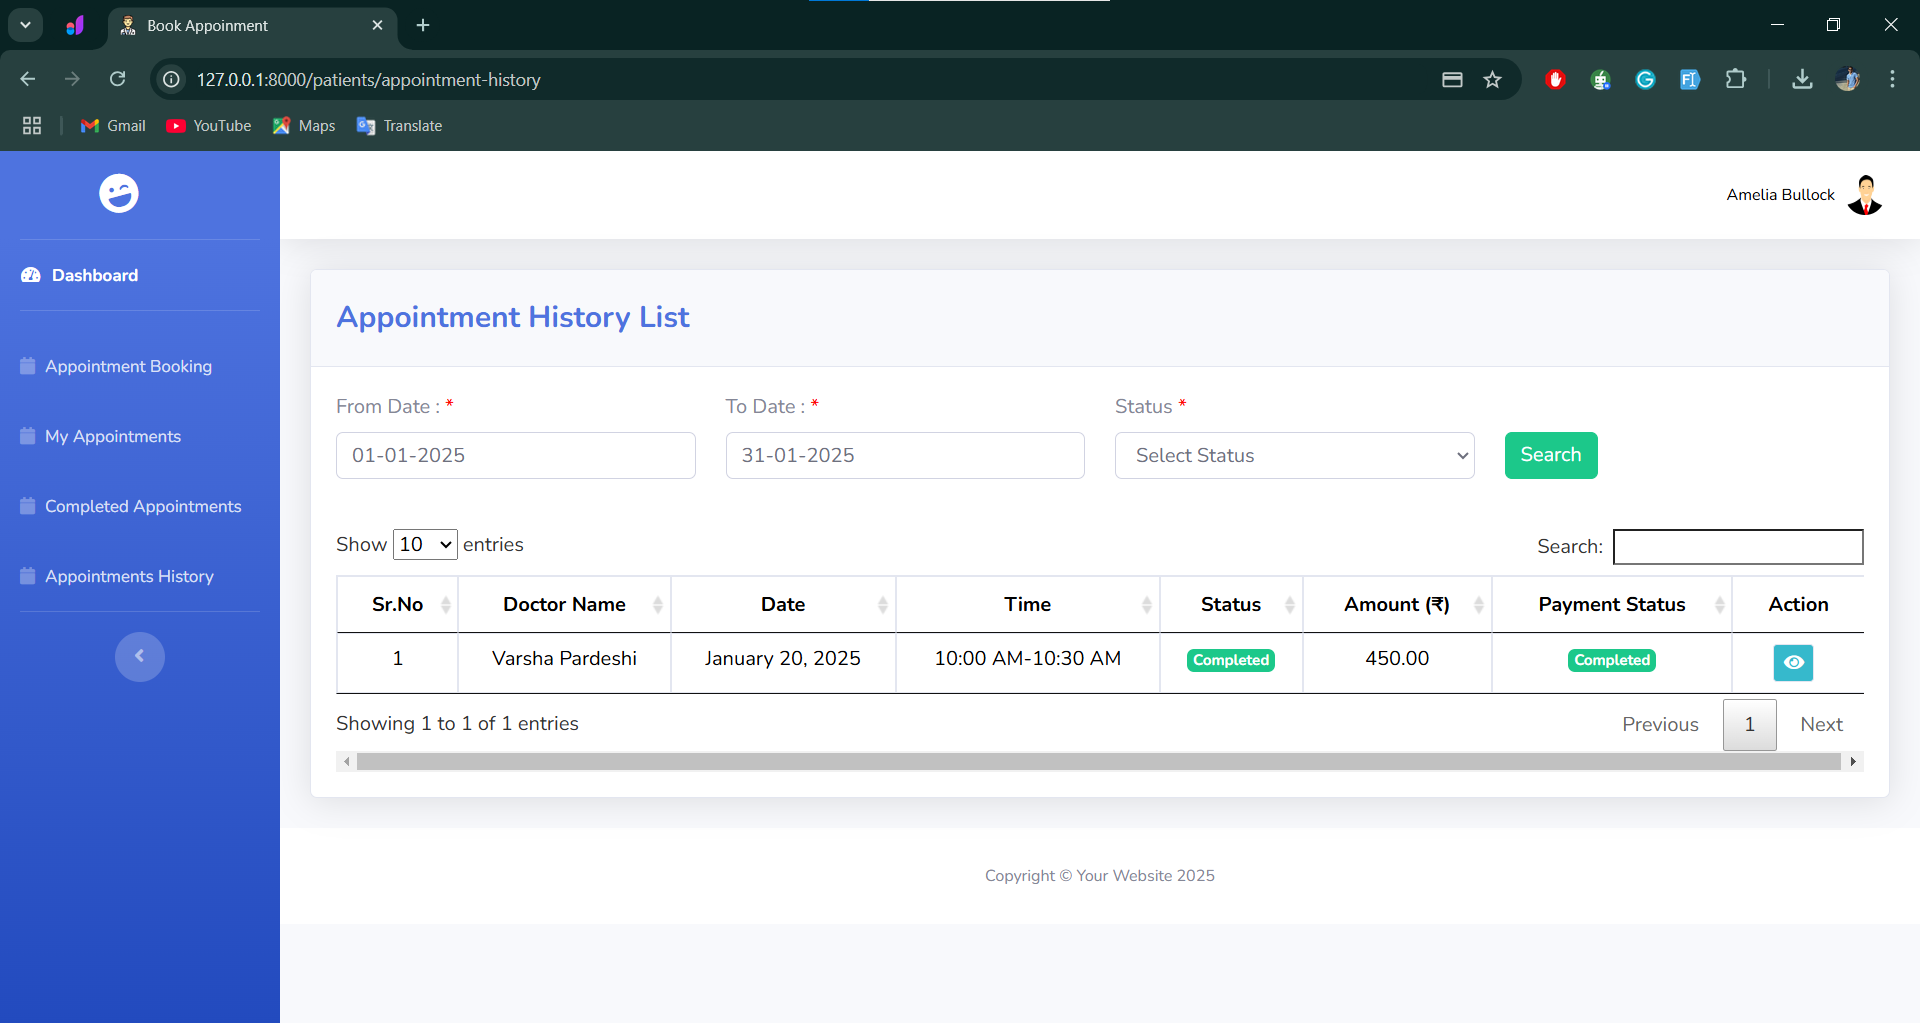 Book Appoinment
127.0.0.1:8000/patients/appointment-history
Gmail
YouTube
Maps
Translate
Amelia Bullock
Dashboard
Appointment Booking
My Appointments
Completed Appointments
Appointments History
Appointment History List
From Date : * To Date : * Status *
01-01-2025 31-01-2025 Select Status Search
Show 10 entries Search:
Sr.No Doctor Name Date Time Status Amount (₹) Payment Status Action
1 Varsha Pardeshi January 20, 2025 10:00 AM-10:30 AM Completed 450.00 Completed
Showing 1 to 1 of 1 entries Previous 1 Next
Copyright © Your Website 2025